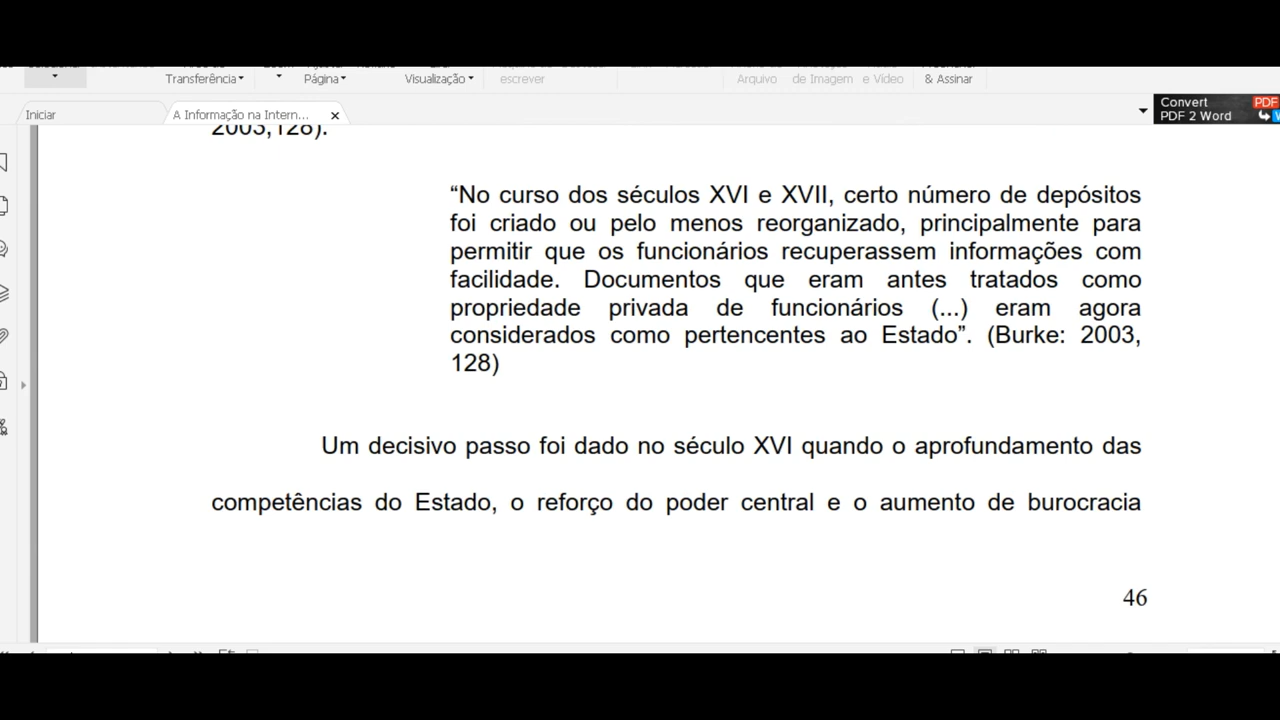 Transferência Página Visualização escrever Arquivo de Imagem e Vídeo & Assinar
Iniciar A Informação na Intern... Convert PDF
PDF 2 Word
2003,128).
“No curso dos séculos XVI e XVII, certo número de depósitos
foi criado ou pelo menos reorganizado, principalmente para
permitir que os funcionários recuperassem informações com
facilidade. Documentos que eram antes tratados como
propriedade privada de funcionários (...) eram agora
considerados como pertencentes ao Estado”. (Burke: 2003,
128)
Um decisivo passo foi dado no século XVI quando o aprofundamento das
competências do Estado, o reforço do poder central e o aumento de burocracia
46